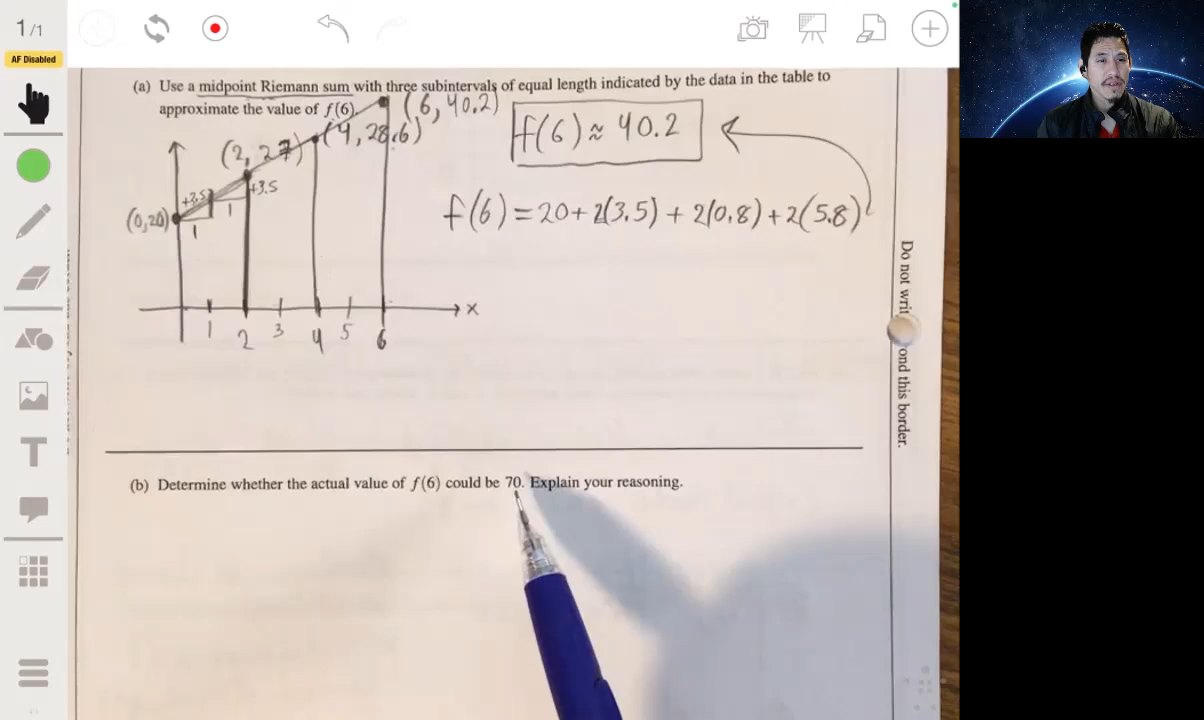 1/1
AF Disabled
(a) Use a midpoint Riemann sum with three subintervals of equal length indicated by the data in the table to
approximate the value of f(6).
(6, 40.2)
f(6) ≈ 40.2
(4, 28.6)
(2, 27)
+3.5
+3.5
(0,20)
1
1
f(6) = 20 + 2(3.5) + 2(0.8) + 2(5.8)
x
1 2 3 4 5 6
(b) Determine whether the actual value of f(6) could be 70. Explain your reasoning.
Do not writ
ond this border.
T